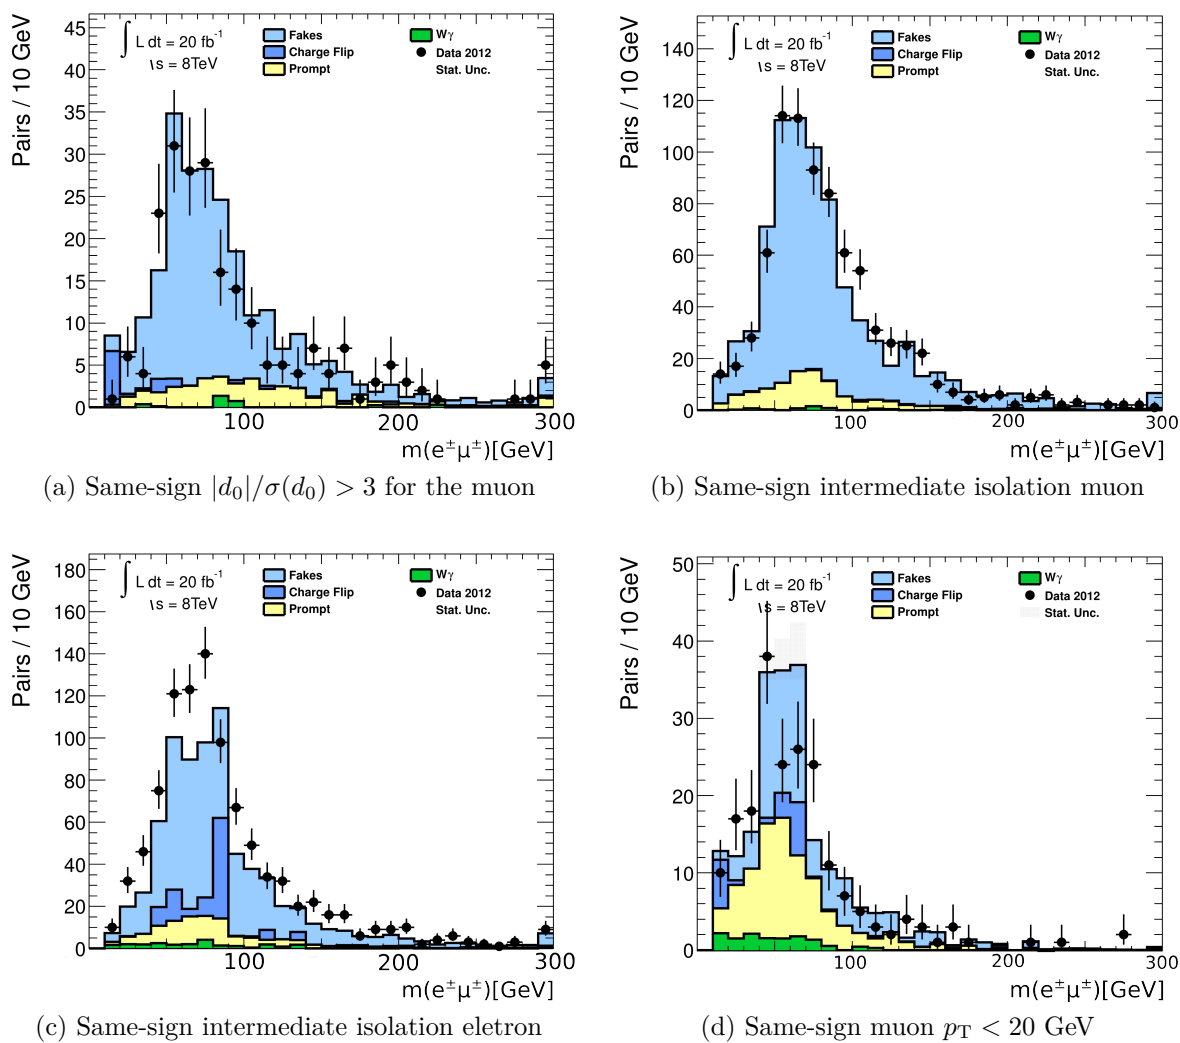 45
40
35
30
25
20
15
10
5
0
Pairs / 10 GeV
∫ L dt = 20 fb⁻¹
√s = 8TeV
Fakes
Charge Flip
Prompt
Wγ
Data 2012
Stat. Unc.
100 200 300
m(e±μ±)[GeV]
(a) Same-sign |d₀|/σ(d₀) > 3 for the muon
140
120
100
80
60
40
20
0
Pairs / 10 GeV
∫ L dt = 20 fb⁻¹
√s = 8TeV
Fakes
Charge Flip
Prompt
Wγ
Data 2012
Stat. Unc.
100 200 300
m(e±μ±)[GeV]
(b) Same-sign intermediate isolation muon
180
160
140
120
100
80
60
40
20
0
Pairs / 10 GeV
∫ L dt = 20 fb⁻¹
√s = 8TeV
Fakes
Charge Flip
Prompt
Wγ
Data 2012
Stat. Unc.
100 200 300
m(e±μ±)[GeV]
(c) Same-sign intermediate isolation eletron
50
40
30
20
10
0
Pairs / 10 GeV
∫ L dt = 20 fb⁻¹
√s = 8TeV
Fakes
Charge Flip
Prompt
Wγ
Data 2012
Stat. Unc.
100 200 300
m(e±μ±)[GeV]
(d) Same-sign muon p_T < 20 GeV